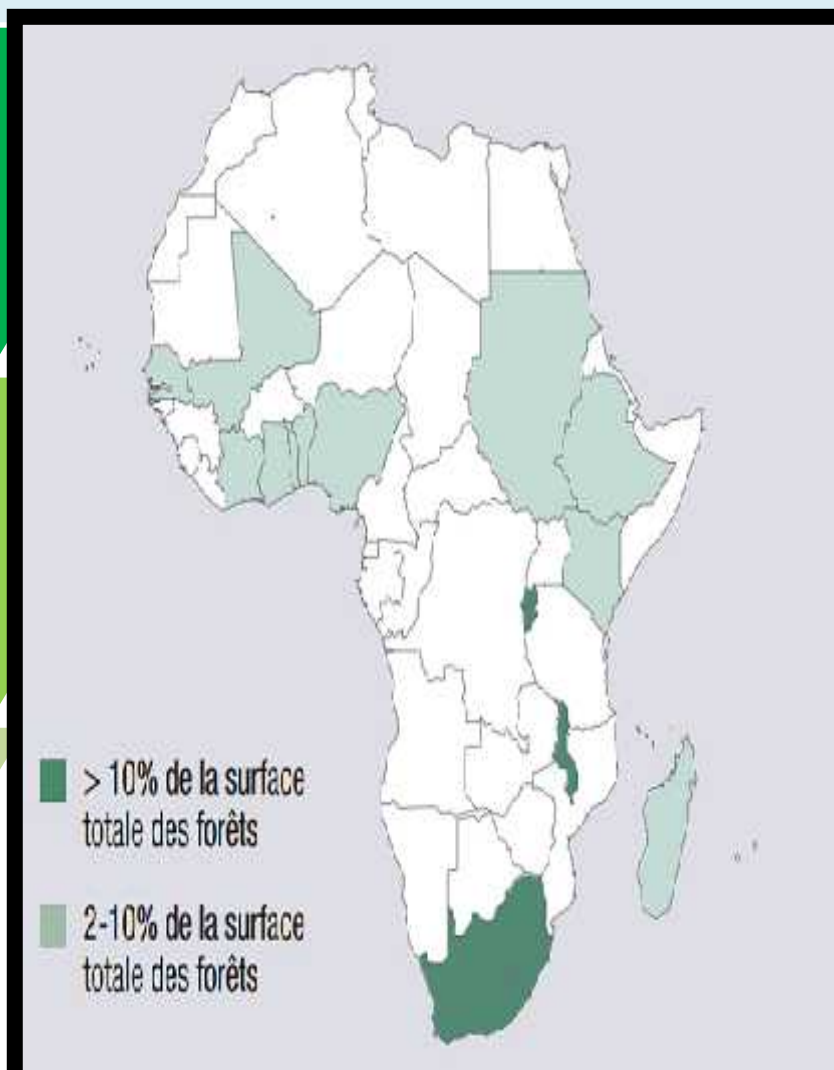 > 10% de la surface
totale des forêts
2-10% de la surface
totale des forêts